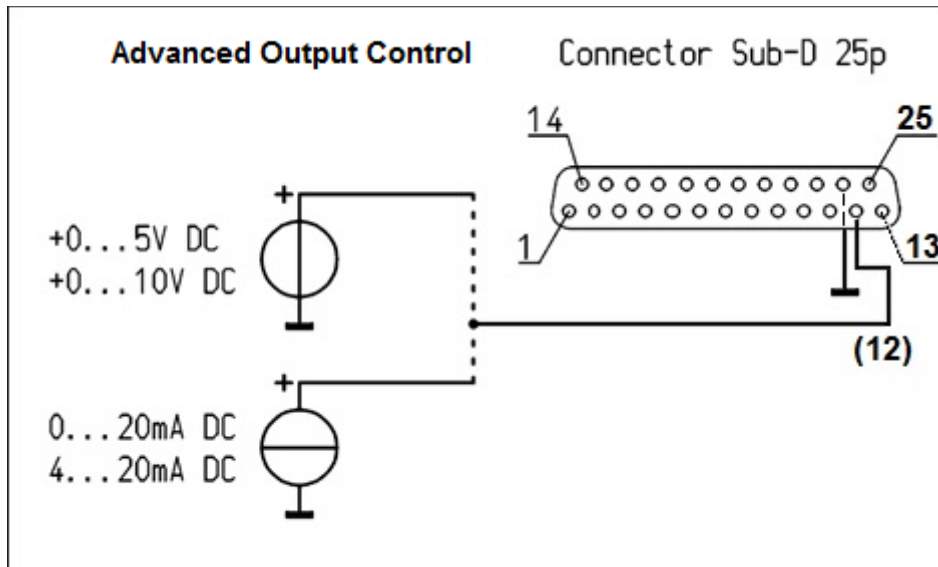 Advanced Output Control
Connector Sub-D 25p
14
25
+
+0...5V DC
+0...10V DC
1
13
(12)
+
0...20mA DC
4...20mA DC